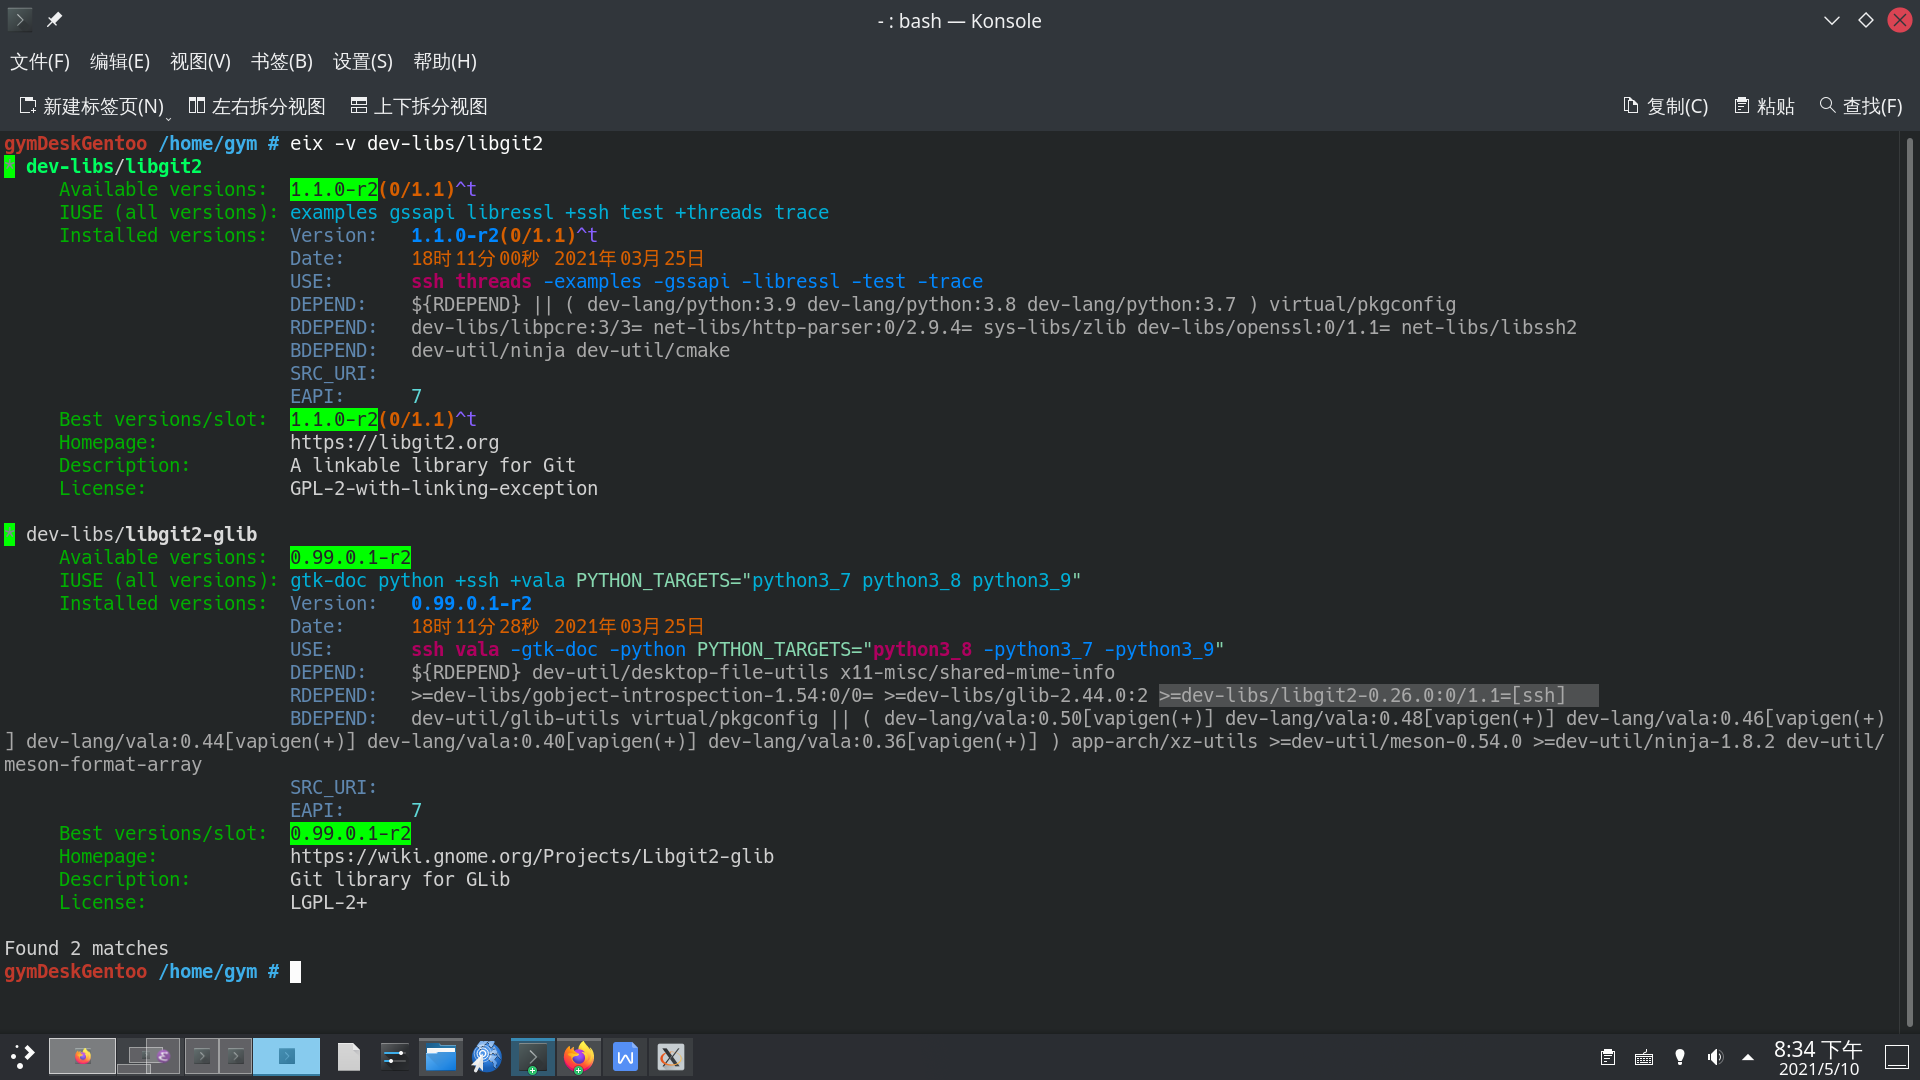 - : bash — Konsole
文件(F) 编辑(E) 视图(V) 书签(B) 设置(S) 帮助(H)
新建标签页(N) 左右拆分视图 上下拆分视图 复制(C) 粘贴 查找(F)
gymDeskGentoo /home/gym # eix -v dev-libs/libgit2
dev-libs/libgit2
Available versions: 1.1.0-r2(0/1.1)^t
IUSE (all versions): examples gssapi libressl +ssh test +threads trace
Installed versions: Version: 1.1.0-r2(0/1.1)^t
Date: 18时11分00秒 2021年03月25日
USE: ssh threads -examples -gssapi -libressl -test -trace
DEPEND: ${RDEPEND} || ( dev-lang/python:3.9 dev-lang/python:3.8 dev-lang/python:3.7 ) virtual/pkgconfig
RDEPEND: dev-libs/libpcre:3/3= net-libs/http-parser:0/2.9.4= sys-libs/zlib dev-libs/openssl:0/1.1= net-libs/libssh2
BDEPEND: dev-util/ninja dev-util/cmake
SRC_URI:
EAPI: 7
Best versions/slot: 1.1.0-r2(0/1.1)^t
Homepage: https://libgit2.org
Description: A linkable library for Git
License: GPL-2-with-linking-exception
dev-libs/libgit2-glib
Available versions: 0.99.0.1-r2
IUSE (all versions): gtk-doc python +ssh +vala PYTHON_TARGETS="python3_7 python3_8 python3_9"
Installed versions: Version: 0.99.0.1-r2
Date: 18时11分28秒 2021年03月25日
USE: ssh vala -gtk-doc -python PYTHON_TARGETS="python3_8 -python3_7 -python3_9"
DEPEND: ${RDEPEND} dev-util/desktop-file-utils x11-misc/shared-mime-info
RDEPEND: >=dev-libs/gobject-introspection-1.54:0/0= >=dev-libs/glib-2.44.0:2 >=dev-libs/libgit2-0.26.0:0/1.1=[ssh]
BDEPEND: dev-util/glib-utils virtual/pkgconfig || ( dev-lang/vala:0.50[vapigen(+)] dev-lang/vala:0.48[vapigen(+)] dev-lang/vala:0.46[vapigen(+)
] dev-lang/vala:0.44[vapigen(+)] dev-lang/vala:0.40[vapigen(+)] dev-lang/vala:0.36[vapigen(+)] ) app-arch/xz-utils >=dev-util/meson-0.54.0 >=dev-util/ninja-1.8.2 dev-util/
meson-format-array
SRC_URI:
EAPI: 7
Best versions/slot: 0.99.0.1-r2
Homepage: https://wiki.gnome.org/Projects/Libgit2-glib
Description: Git library for GLib
License: LGPL-2+
Found 2 matches
gymDeskGentoo /home/gym #
8:34 下午
2021/5/10